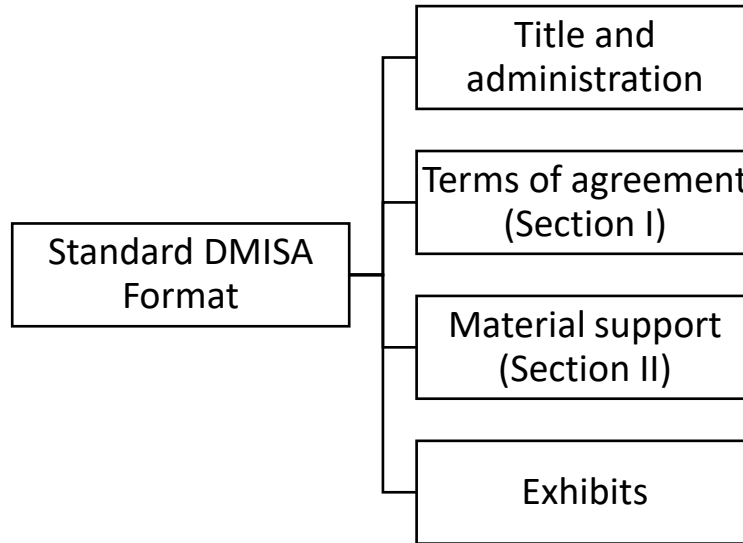 Title and
administration
Terms of agreement
(Section I)
Standard DMISA
Format
Material support
(Section II)
Exhibits